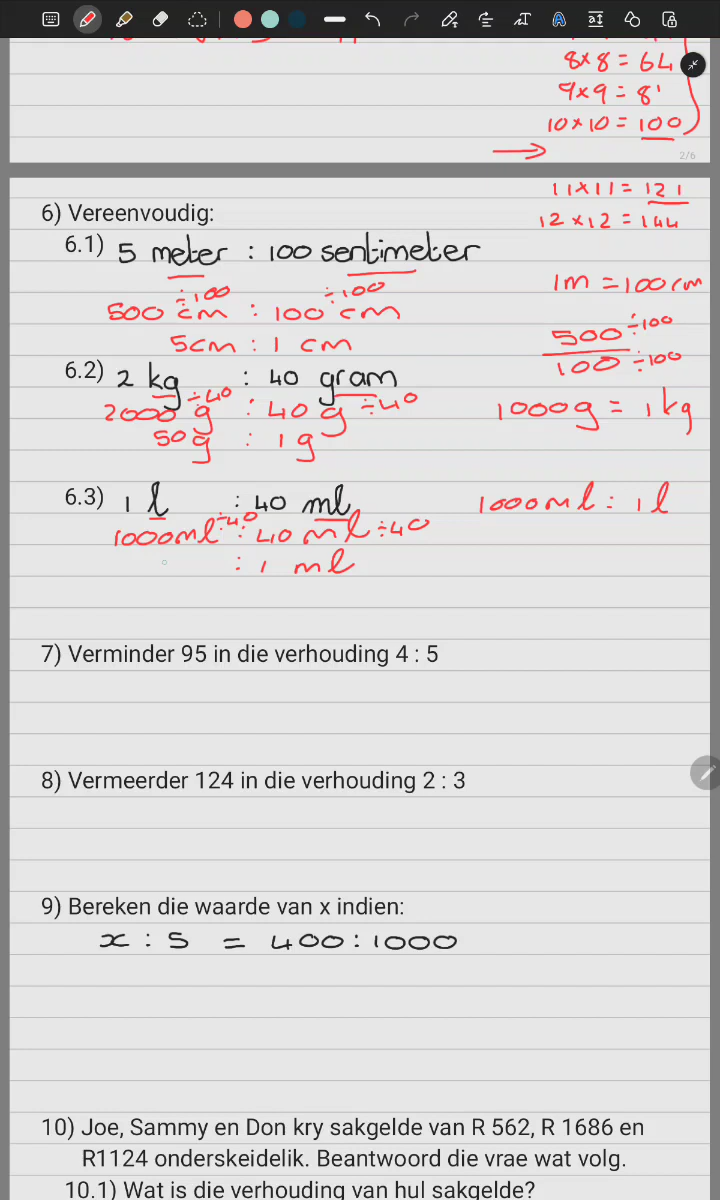 8×8 = 64
9×9 = 81
10×10 = 100
2/6
11×11 = 121
6) Vereenvoudig:
12×12 = 144
6.1) 5 meter : 100 sentimeter
1m = 100cm
÷100 ÷100
500 cm : 100 cm
500 ÷100
5cm : 1 cm
100 ÷100
6.2) 2 kg : 40 gram
÷40 ÷40
2000 g : 40 g
1000g = 1kg
50g : 1g
6.3) 1 l : 40 ml
1000ml : 1l
÷40 ÷40
1000ml : 40 ml
: 1 ml
7) Verminder 95 in die verhouding 4 : 5
8) Vermeerder 124 in die verhouding 2 : 3
9) Bereken die waarde van x indien:
x : 5 = 400 : 1000
10) Joe, Sammy en Don kry sakgelde van R 562, R 1686 en
R1124 onderskeidelik. Beantwoord die vrae wat volg.
10.1) Wat is die verhouding van hul sakgelde?